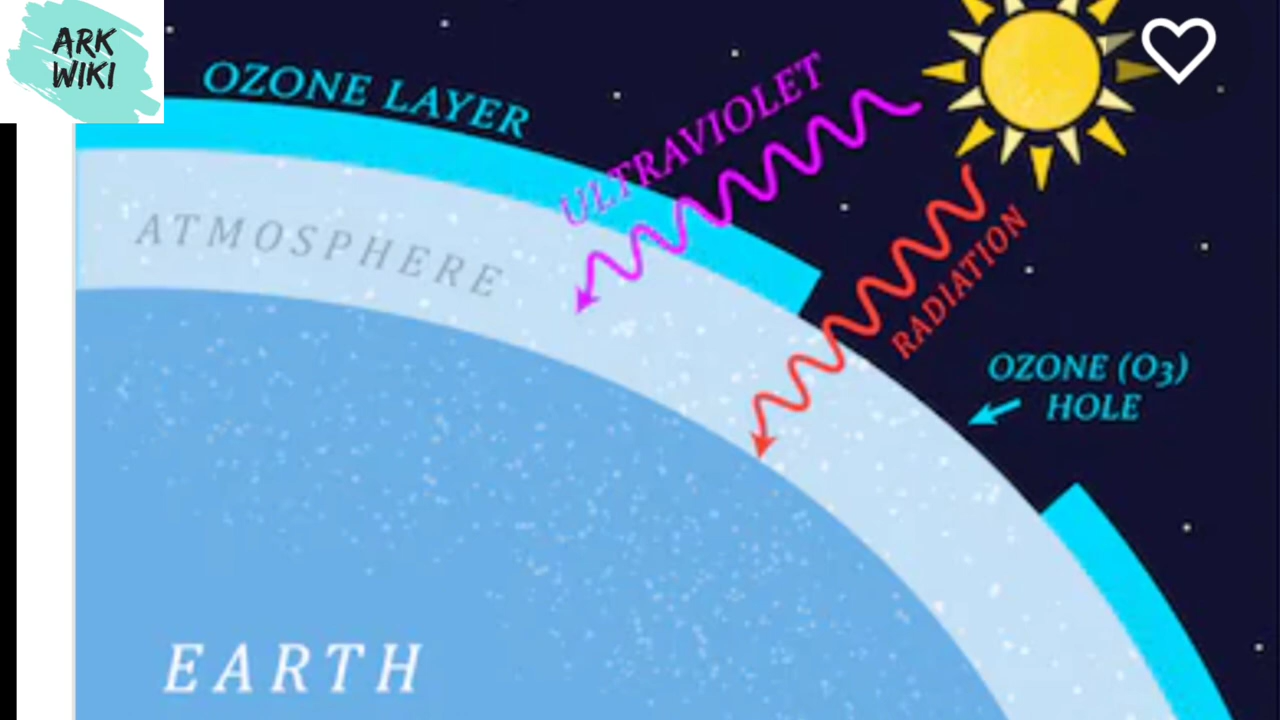 ARK
WIKI
OZONE LAYER
ULTRAVIOLET
ATMOSPHERE
RADIATION
OZONE (O3)
HOLE
EARTH